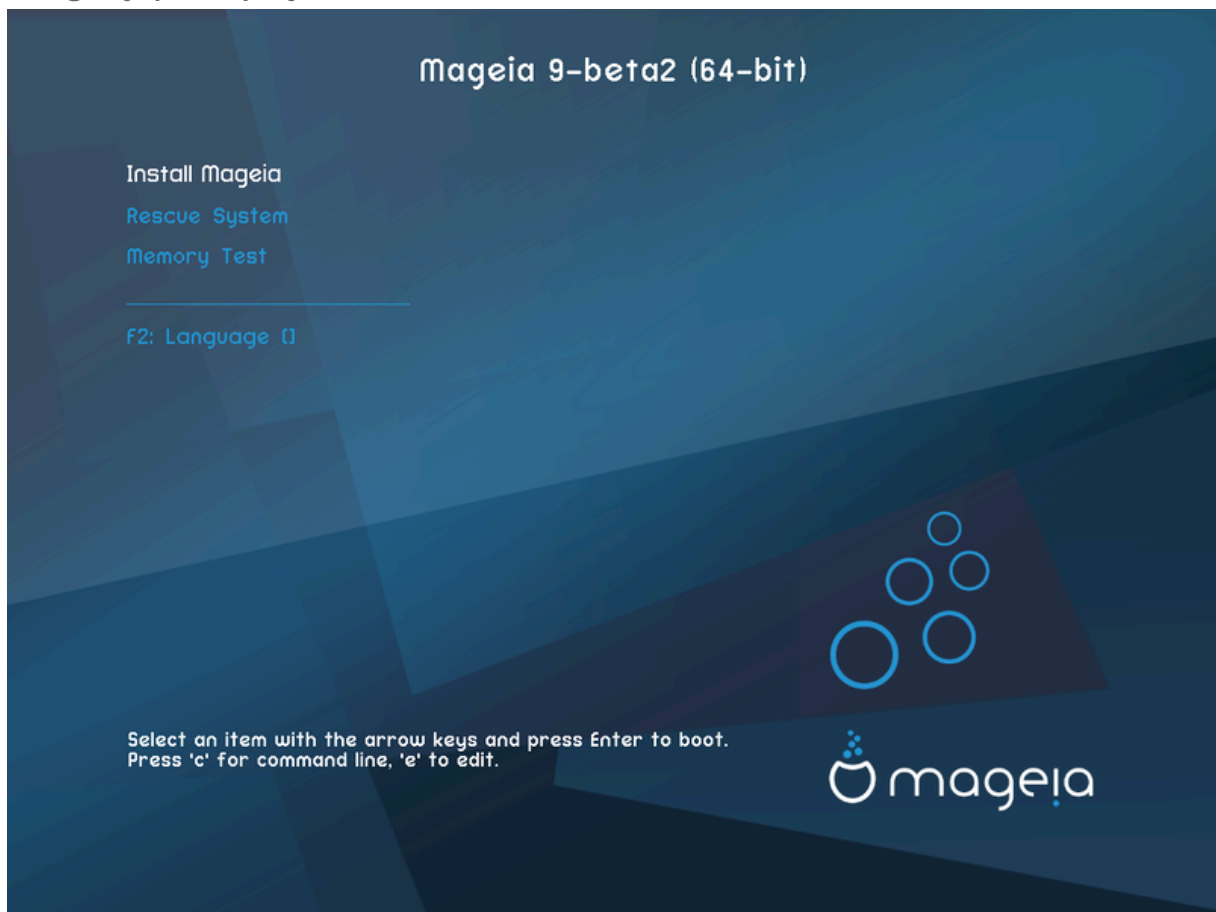 Mageia 9-beta2 (64-bit)
Install Mageia
Rescue System
Memory Test
F2: Language []
Select an item with the arrow keys and press Enter to boot.
Press 'c' for command line, 'e' to edit.
mageia